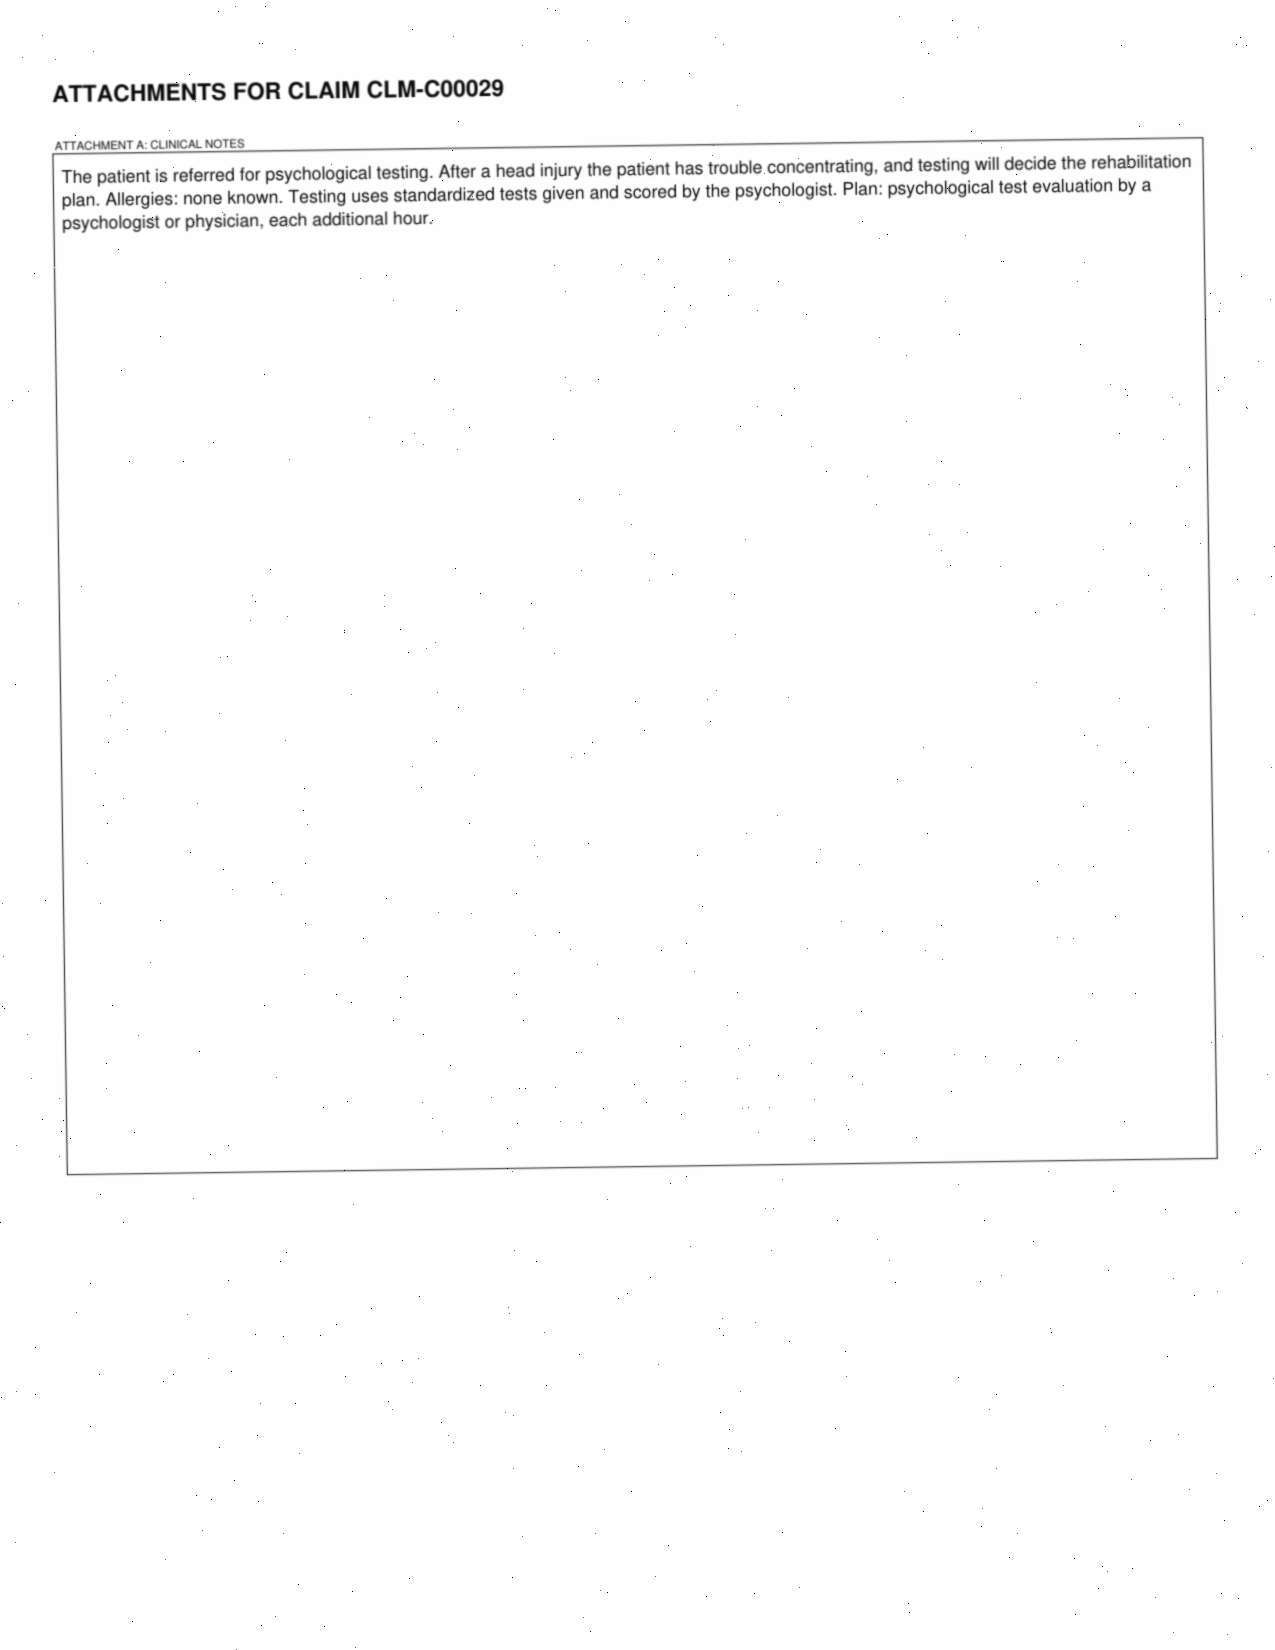 ATTACHMENTS FOR CLAIM CLM-C00029
ATTACHMENT A: CLINICAL NOTES
The patient is referred for psychological testing. After a head injury the patient has trouble concentrating, and testing will decide the rehabilitation
plan. Allergies: none known. Testing uses standardized tests given and scored by the psychologist. Plan: psychological test evaluation by a
psychologist or physician, each additional hour.